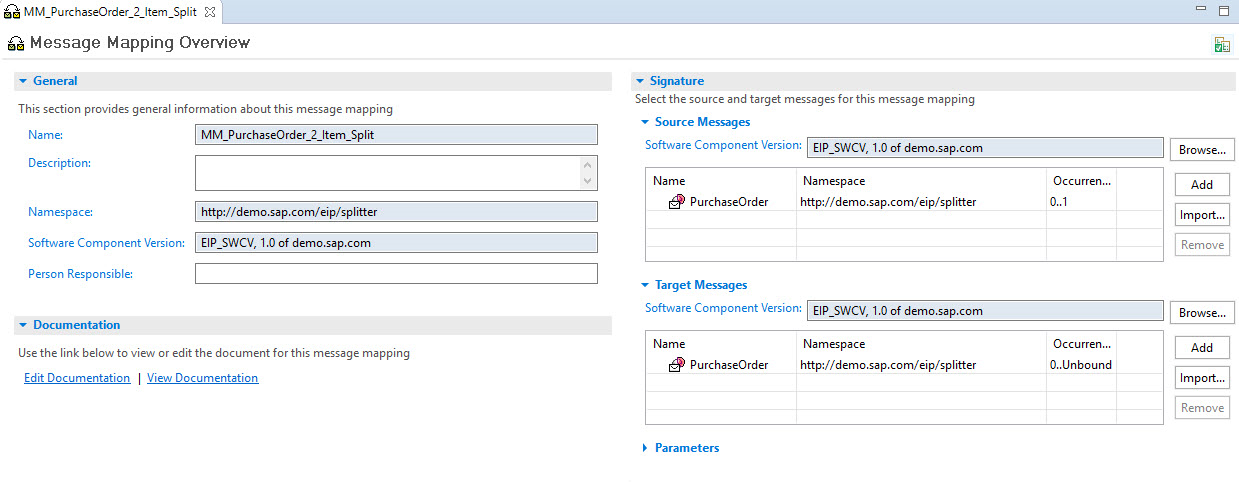 MM_PurchaseOrder_2_Item_Split
Message Mapping Overview
General
This section provides general information about this message mapping
Name: MM_PurchaseOrder_2_Item_Split
Description:
Namespace: http://demo.sap.com/eip/splitter
Software Component Version: EIP_SWCV, 1.0 of demo.sap.com
Person Responsible:
Documentation
Use the link below to view or edit the document for this message mapping
Edit Documentation | View Documentation
Signature
Select the source and target messages for this message mapping
Source Messages
Software Component Version: EIP_SWCV, 1.0 of demo.sap.com Browse...
Name Namespace Occurren...
PurchaseOrder http://demo.sap.com/eip/splitter 0..1
Add
Import...
Remove
Target Messages
Software Component Version: EIP_SWCV, 1.0 of demo.sap.com Browse...
Name Namespace Occurren...
PurchaseOrder http://demo.sap.com/eip/splitter 0..Unbound
Add
Import...
Remove
Parameters